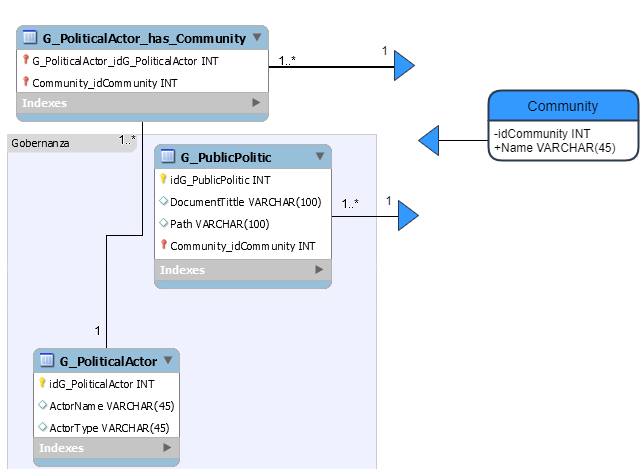 G_PoliticalActor_has_Community
G_PoliticalActor_idG_PoliticalActor INT
Community_idCommunity INT
Indexes
1..*
1
Community
-idCommunity INT
+Name VARCHAR(45)
Gobernanza
1..*
G_PublicPolitic
idG_PublicPolitic INT
DocumentTittle VARCHAR(100)
Path VARCHAR(100)
Community_idCommunity INT
Indexes
1..*
1
1
G_PoliticalActor
idG_PoliticalActor INT
ActorName VARCHAR(45)
ActorType VARCHAR(45)
Indexes